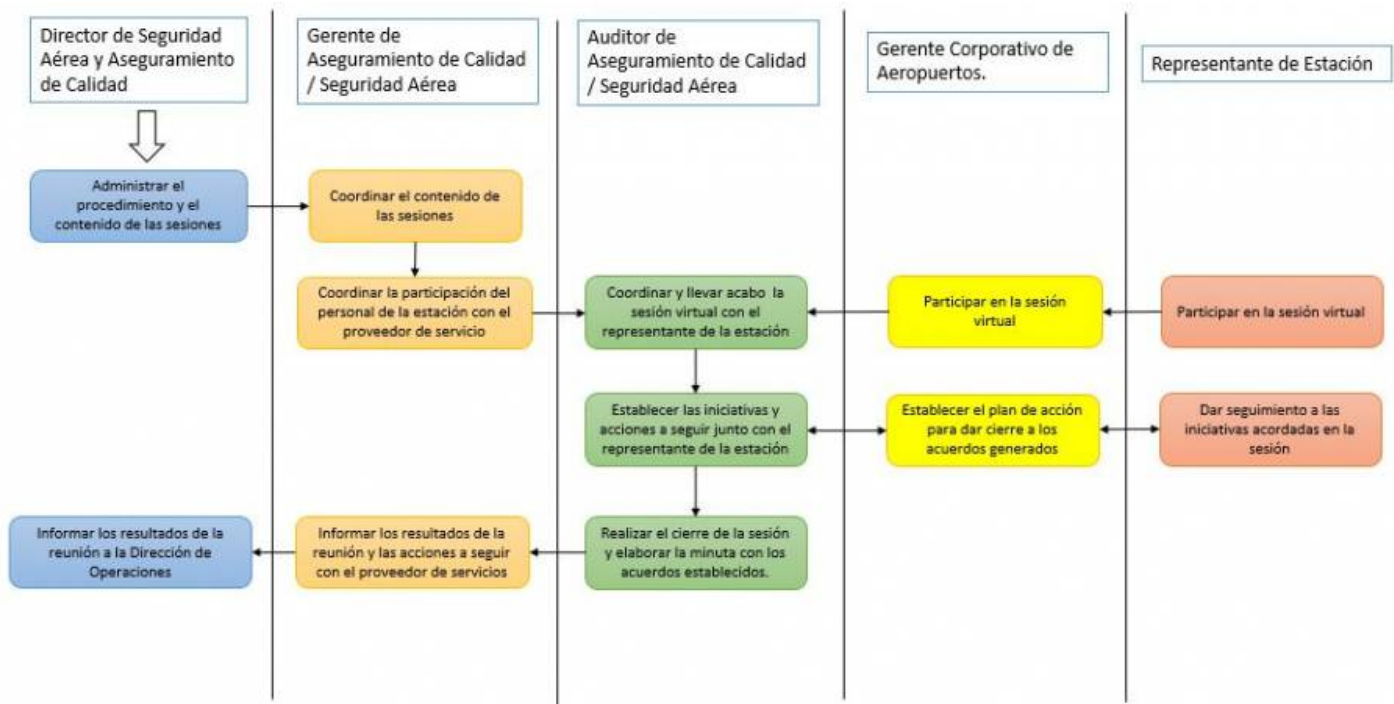 Director de Seguridad
Aérea y Aseguramiento
de Calidad
Gerente de
Aseguramiento de Calidad
/ Seguridad Aérea
Auditor de
Aseguramiento de Calidad
/ Seguridad Aérea
Gerente Corporativo de
Aeropuertos.
Representante de Estación
Administrar el
procedimiento y el
contenido de las sesiones
Coordinar el contenido de
las sesiones
Coordinar la participación del
personal de la estación con el
proveedor de servicio
Coordinar y llevar acabo la
sesión virtual con el
representante de la estación
Participar en la sesión
virtual
Participar en la sesión virtual
Establecer las iniciativas y
acciones a seguir junto con el
representante de la estación
Establecer el plan de acción
para dar cierre a los
acuerdos generados
Dar seguimiento a las
iniciativas acordadas en la
sesión
Informar los resultados de la
reunión a la Dirección de
Operaciones
Informar los resultados de la
reunión y las acciones a seguir
con el proveedor de servicios
Realizar el cierre de la sesión
y elaborar la minuta con los
acuerdos establecidos.